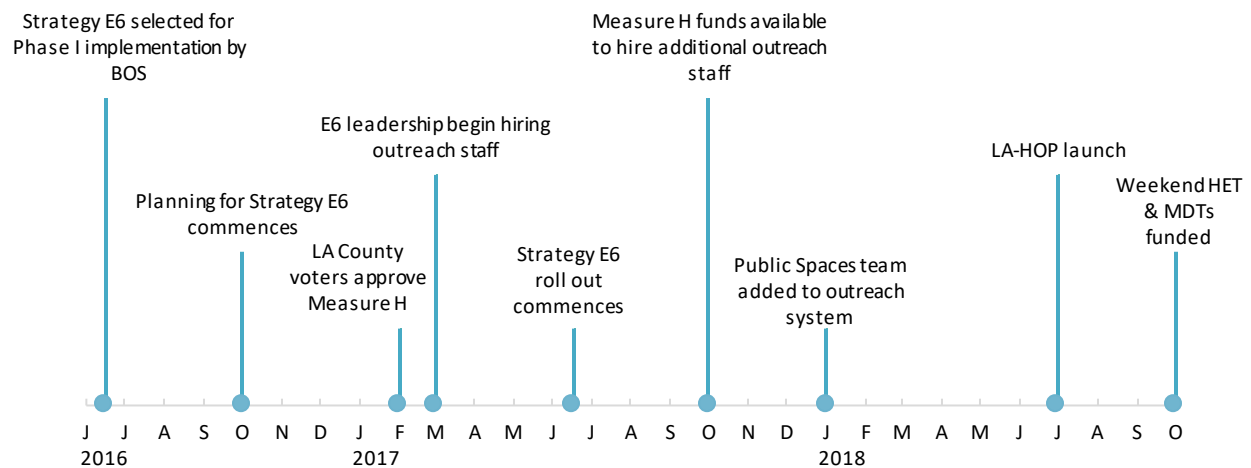 Strategy E6 selected for
Phase I implementation by
BOS
Planning for Strategy E6
commences
LA County
voters approve
Measure H
E6 leadership begin hiring
outreach staff
Strategy E6
roll out
commences
Measure H funds available
to hire additional outreach
staff
Public Spaces team
added to outreach
system
LA-HOP launch
Weekend HET
& MDTs
funded
J J A S O N D J F M A M J J A S O N D J F M A M J J A S O
2016 2017 2018